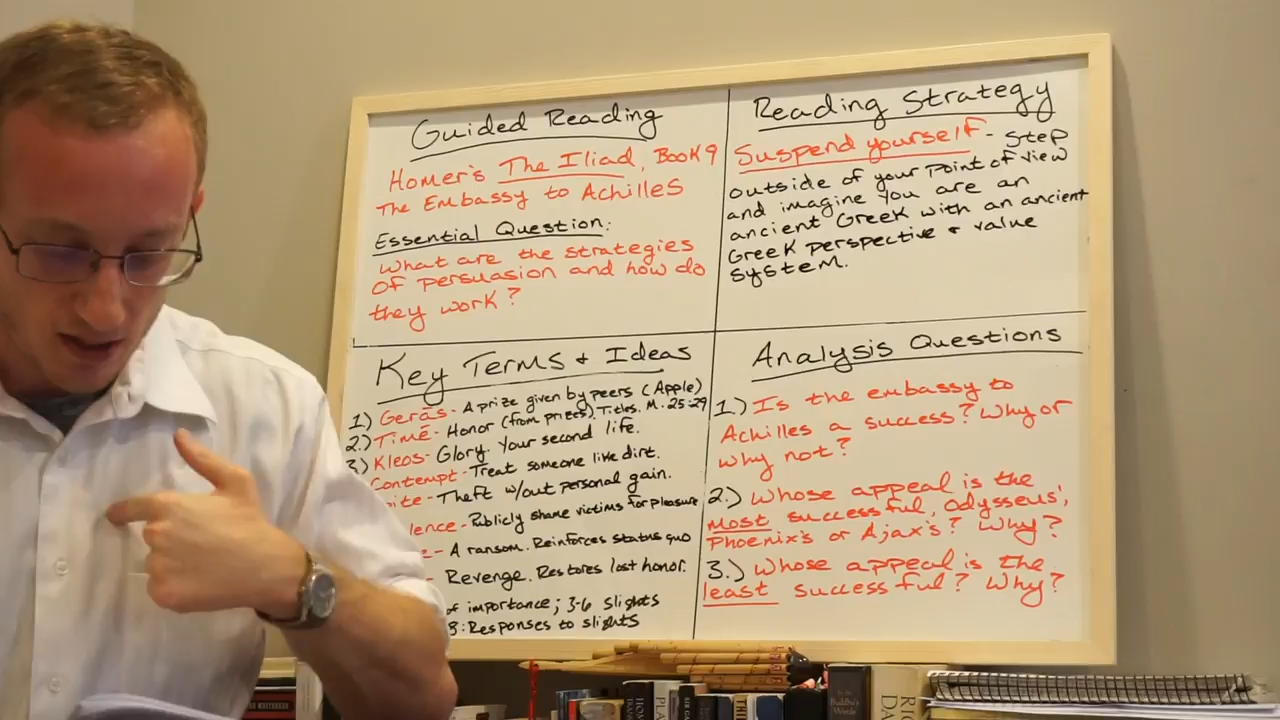 Guided Reading
Homer's The Iliad, Book 9
The Embassy to Achilles
Essential Question:
What are the strategies
of persuasion and how do
they work?
Reading Strategy
Suspend yourself - Step
outside of your point of view
and imagine you are an
ancient Greek with an ancient
Greek perspective + value
system.
Key Terms + Ideas
1.) Geras - A prize given by peers (Apple)
2.) Timē - Honor (from prizes) Titles. M. 25:29
3.) Kleos - Glory. Your second life.
Contempt - Treat someone like dirt.
ite - Theft w/out personal gain.
lence - Publicly shame victims for pleasure
- A ransom. Reinforces status quo
Revenge. Restores lost honor.
of importance; 3-6 slights
8: Responses to slights
Analysis Questions
1.) Is the embassy to
Achilles a success? Why or
why not?
2.) Whose appeal is the
most successful, Odysseus',
Phoenix's or Ajax's? Why?
3.) Whose appeal is the
least successful? Why?